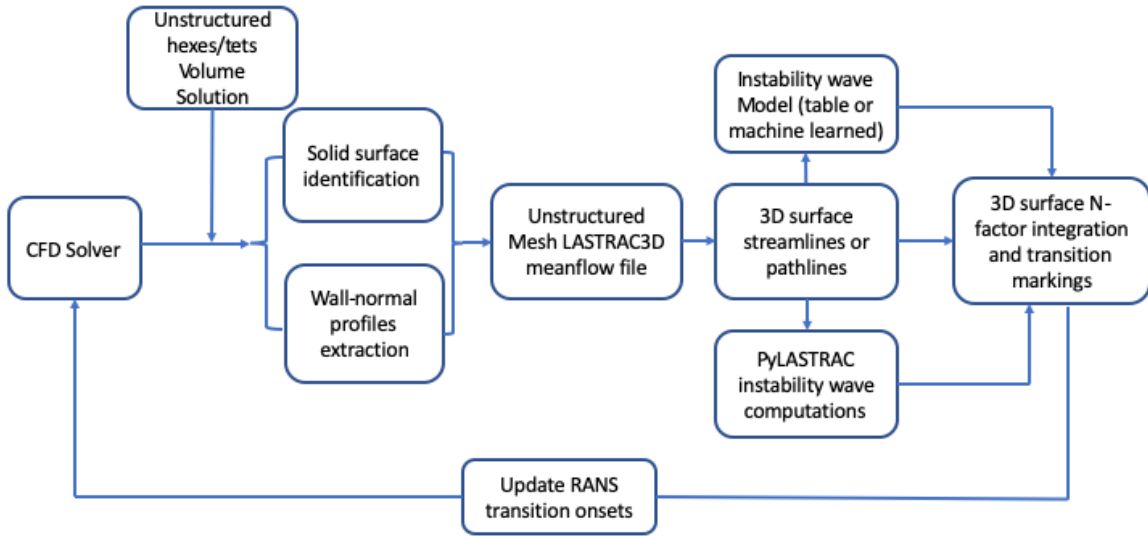 Unstructured
hexes/tets
Volume
Solution
CFD Solver
Solid surface
identification
Wall-normal
profiles
extraction
Unstructured
Mesh LASTRAC3D
meanflow file
Instability wave
Model (table or
machine learned)
3D surface
streamlines or
pathlines
PyLASTRAC
instability wave
computations
3D surface N-
factor integration
and transition
markings
Update RANS
transition onsets